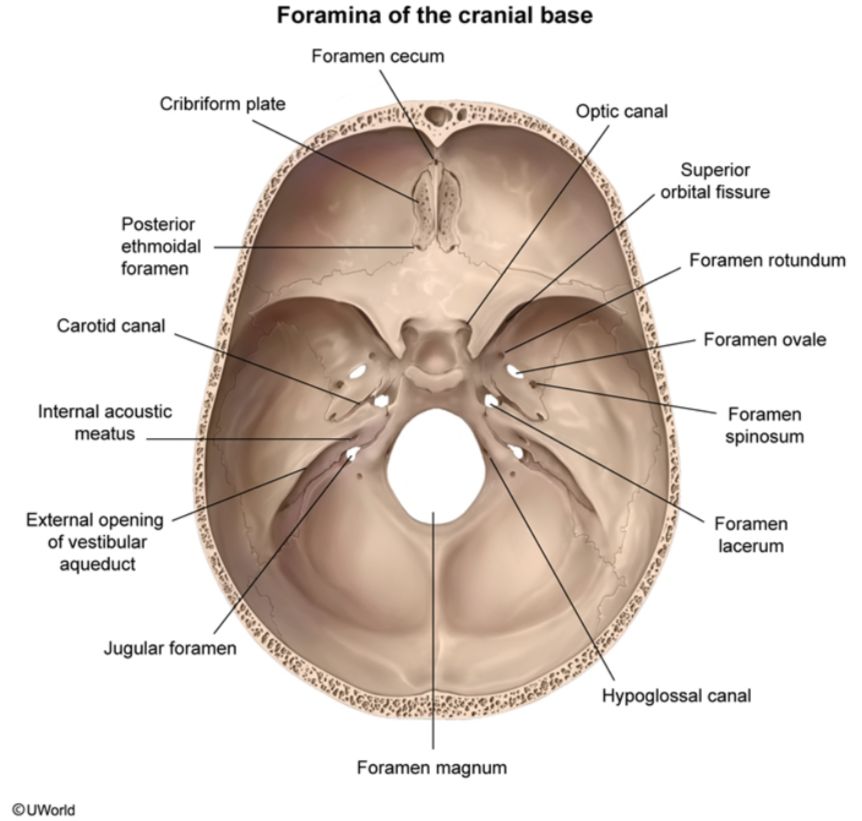 Foramina of the cranial base
Foramen cecum
Cribriform plate
Optic canal
Superior
orbital fissure
Posterior
ethmoidal
foramen
Foramen rotundum
Carotid canal
Foramen ovale
Internal acoustic
meatus
Foramen
spinosum
External opening
of vestibular
aqueduct
Foramen
lacerum
Jugular foramen
Hypoglossal canal
Foramen magnum
©UWorld